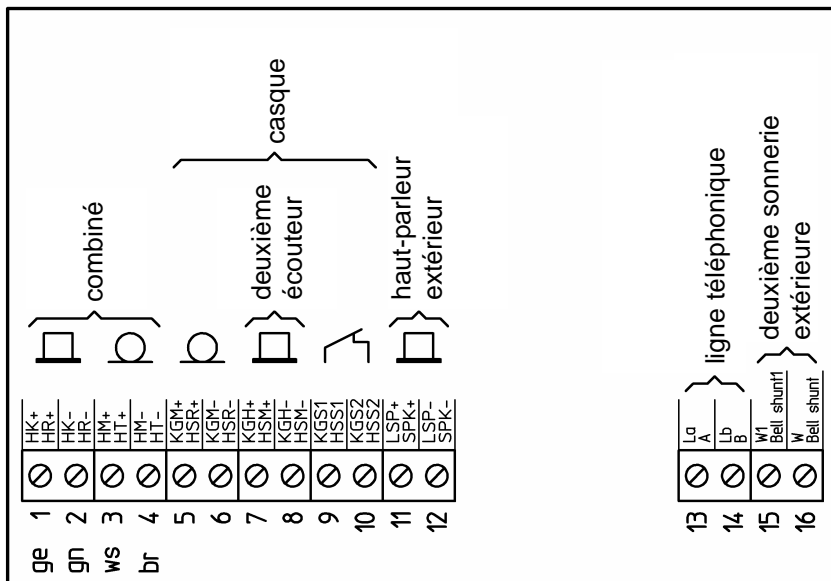 casque
combiné
deuxième
écouteur
haut-parleur
extérieur
ligne téléphonique
deuxième sonnerie
extérieure
HK+
HR+
HK-
HR-
HM+
HT+
HM-
HT-
KGM+
HSR+
KGM-
HSR-
KGH+
HSM+
KGH-
HSM-
KGS1
HSS1
KGS2
HSS2
LSP+
SPK+
LSP-
SPK-
La
A
Lb
B
W1
Bell shunt1
W
Bell shunt
1 2 3 4 5 6 7 8 9 10 11 12 13 14 15 16
ge gn ws br